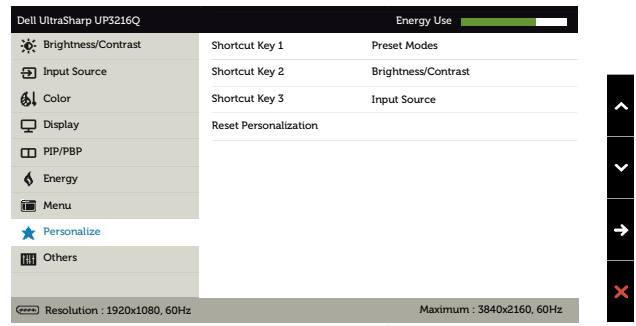 Dell UltraSharp UP3216Q Energy Use
Brightness/Contrast Shortcut Key 1 Preset Modes
Input Source Shortcut Key 2 Brightness/Contrast
Color Shortcut Key 3 Input Source
Display Reset Personalization
PIP/PBP
Energy
Menu
Personalize
Others
Resolution : 1920x1080, 60Hz Maximum : 3840x2160, 60Hz